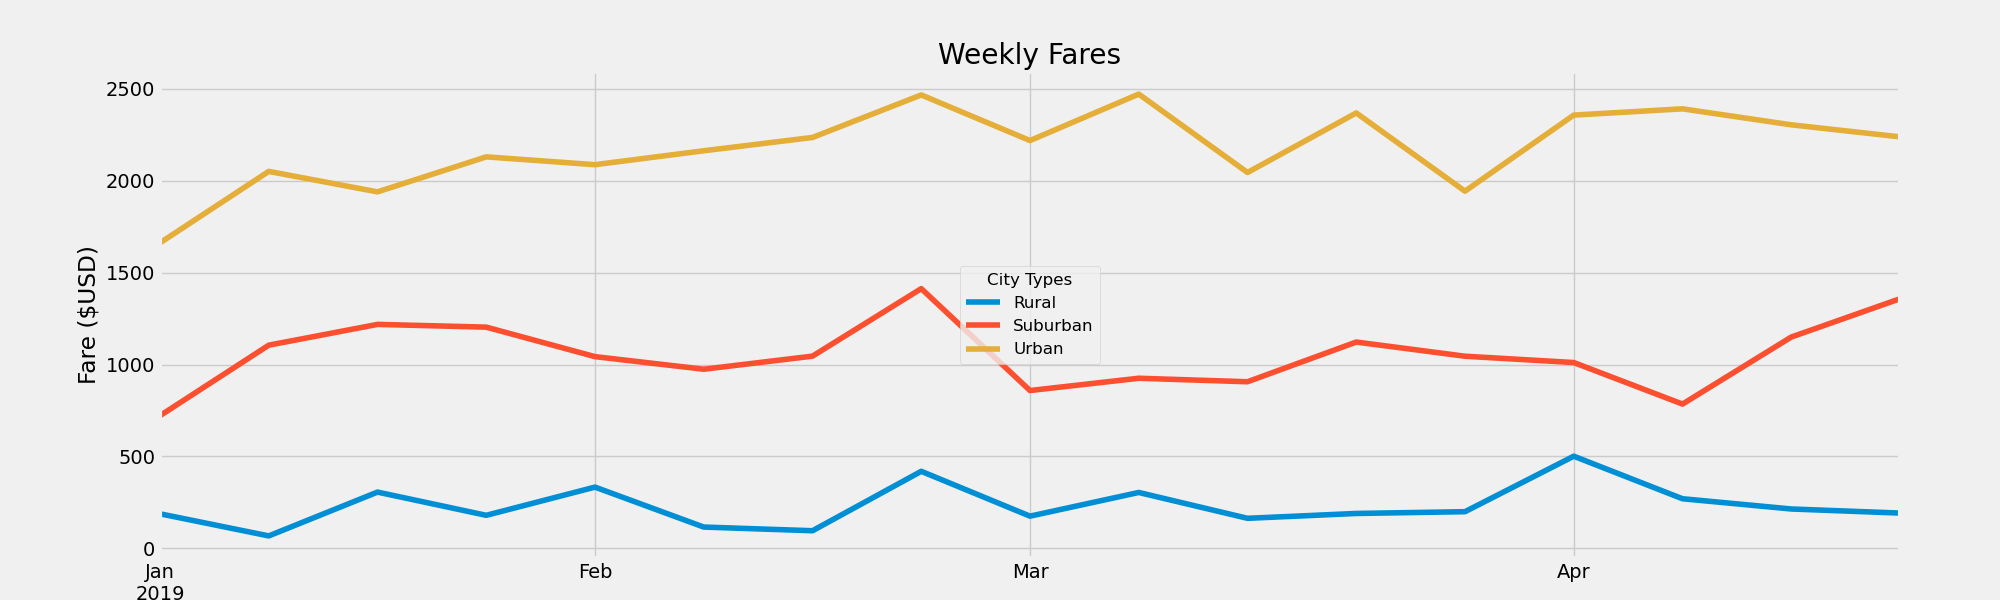 Weekly Fares
Fare ($USD)
2500
2000
1500
1000
500
0
City Types
Rural
Suburban
Urban
Jan
2019
Feb
Mar
Apr